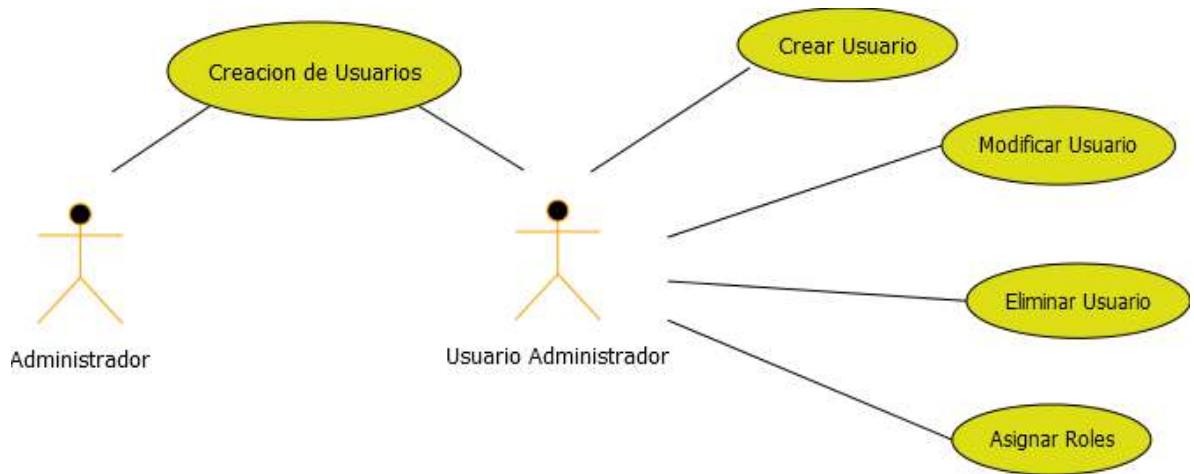 Creacion de Usuarios
Crear Usuario
Modificar Usuario
Eliminar Usuario
Asignar Roles
Administrador
Usuario Administrador